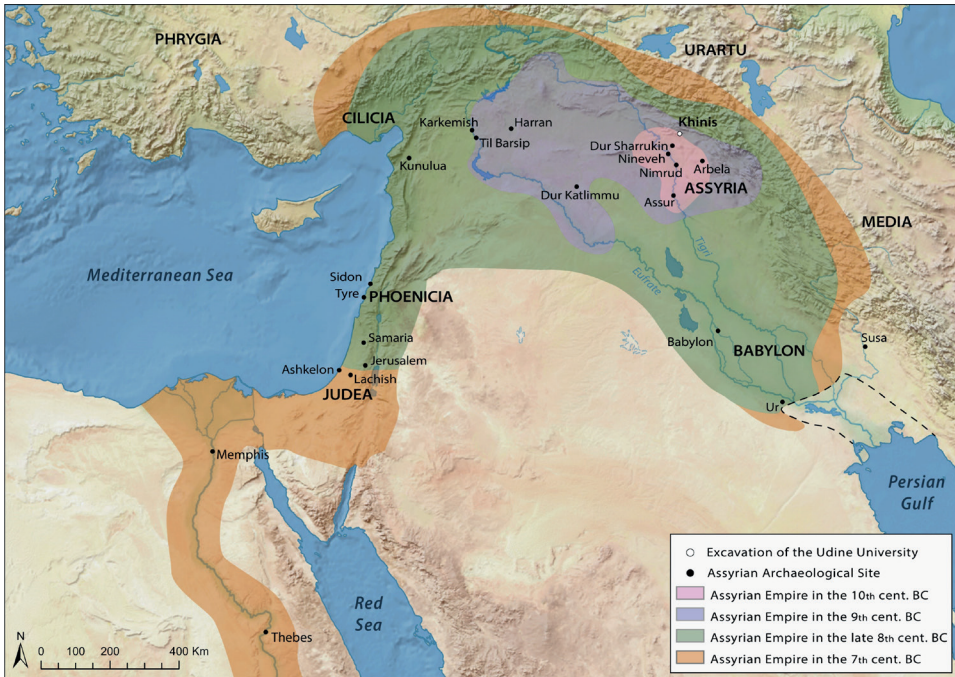 PHRYGIA
URARTU
CILICIA
Karkemish
Harran
Til Barsip
Khinis
Dur Sharrukin
Nineveh
Nimrud
Arbela
Kunulua
Dur Katlimmu
ASSYRIA
Assur
MEDIA
Mediterranean Sea
Tsgri
Eufrate
Sidon
Tyre
PHOENICIA
Samaria
Babylon
BABYLON
Susa
Jerusalem
Ashkelon
Lachish
JUDEA
Ur
Memphis
Persian
Gulf
Red
Sea
Thebes
N
0 100 200 400 Km
Excavation of the Udine University
Assyrian Archaeological Site
Assyrian Empire in the 10th cent. BC
Assyrian Empire in the 9th cent. BC
Assyrian Empire in the late 8th cent. BC
Assyrian Empire in the 7th cent. BC